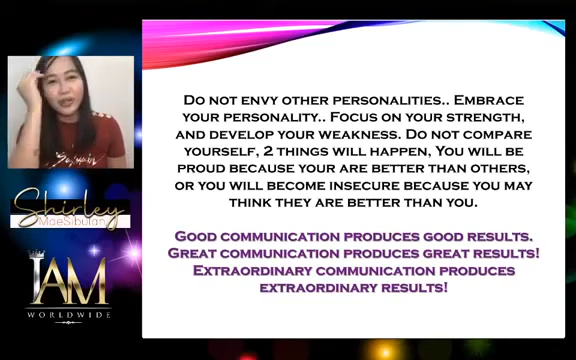 Do not envy other personalities.. Embrace
your personality.. Focus on your strength,
and develop your weakness. Do not compare
yourself, 2 things will happen, You will be
proud because your are better than others,
or you will become insecure because you may
think they are better than you.
Good communication produces good results.
Great communication produces great results!
Extraordinary communication produces
extraordinary results!
Shirley
MaeSibulan
IAM
WORLDWIDE